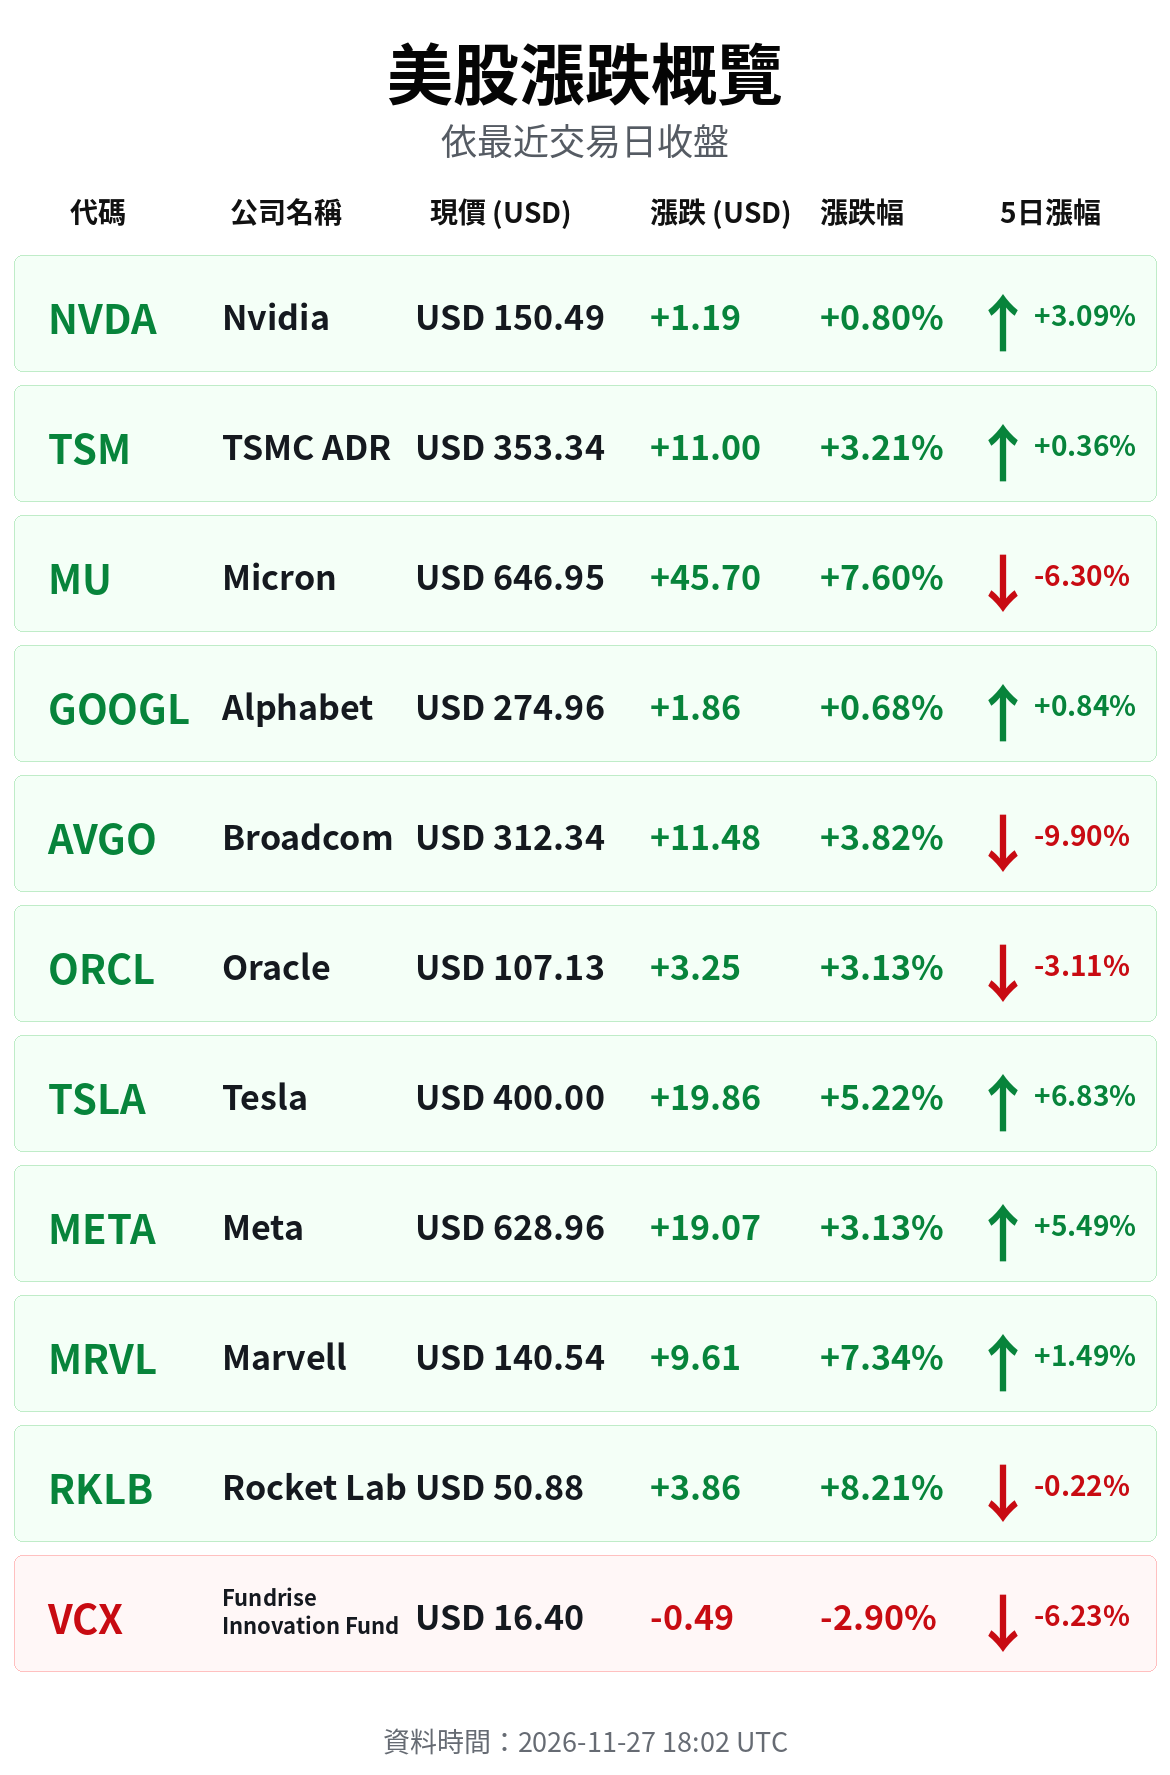 美股漲跌概覽
依最近交易日收盤
代碼 公司名稱 現價 (USD) 漲跌 (USD) 漲跌幅 5日漲幅
NVDA Nvidia USD 150.49 +1.19 +0.80% ↑ +3.09%
TSM TSMC ADR USD 353.34 +11.00 +3.21% ↑ +0.36%
MU Micron USD 646.95 +45.70 +7.60% ↓ -6.30%
GOOGL Alphabet USD 274.96 +1.86 +0.68% ↑ +0.84%
AVGO Broadcom USD 312.34 +11.48 +3.82% ↓ -9.90%
ORCL Oracle USD 107.13 +3.25 +3.13% ↓ -3.11%
TSLA Tesla USD 400.00 +19.86 +5.22% ↑ +6.83%
META Meta USD 628.96 +19.07 +3.13% ↑ +5.49%
MRVL Marvell USD 140.54 +9.61 +7.34% ↑ +1.49%
RKLB Rocket Lab USD 50.88 +3.86 +8.21% ↓ -0.22%
VCX Fundrise
Innovation Fund USD 16.40 -0.49 -2.90% ↓ -6.23%
資料時間：2026-11-27 18:02 UTC